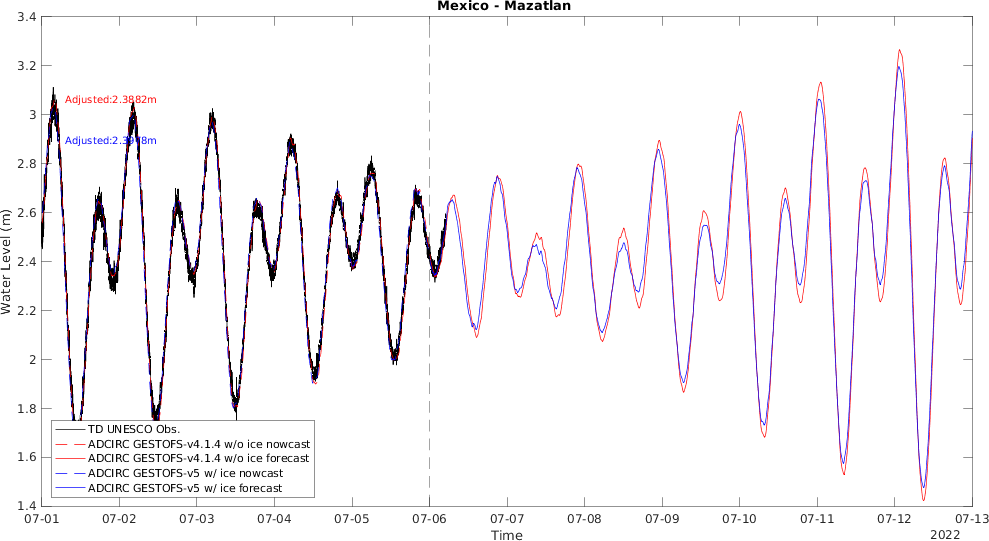 Mexico - Mazatlan
3.4
3.2
3
2.8
2.6
2.4
2.2
2
1.8
1.6
1.4
Water Level (m)
Adjusted:2.3882m
TD UNESCO Obs.
ADCIRC GESTOFS-v4.1.4 w/o ice nowcast
ADCIRC GESTOFS-v4.1.4 w/o ice forecast
ADCIRC GESTOFS-v5 w/ ice nowcast
ADCIRC GESTOFS-v5 w/ ice forecast
07-01 07-02 07-03 07-04 07-05 07-06 07-07 07-08 07-09 07-10 07-11 07-12 07-13
Time
2022